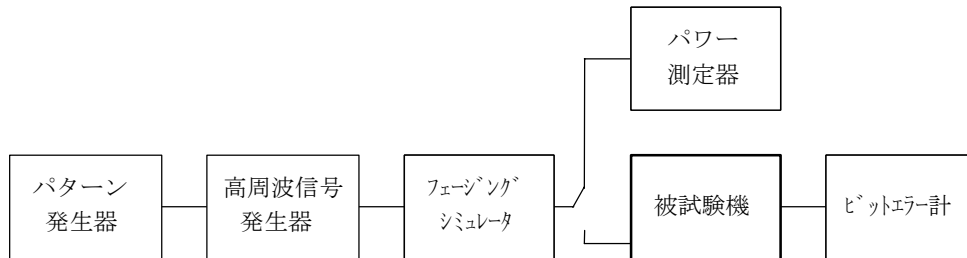 パワー
測定器
パターン
発生器
高周波信号
発生器
フェージング
シミュレータ
被試験機
ビットエラー計